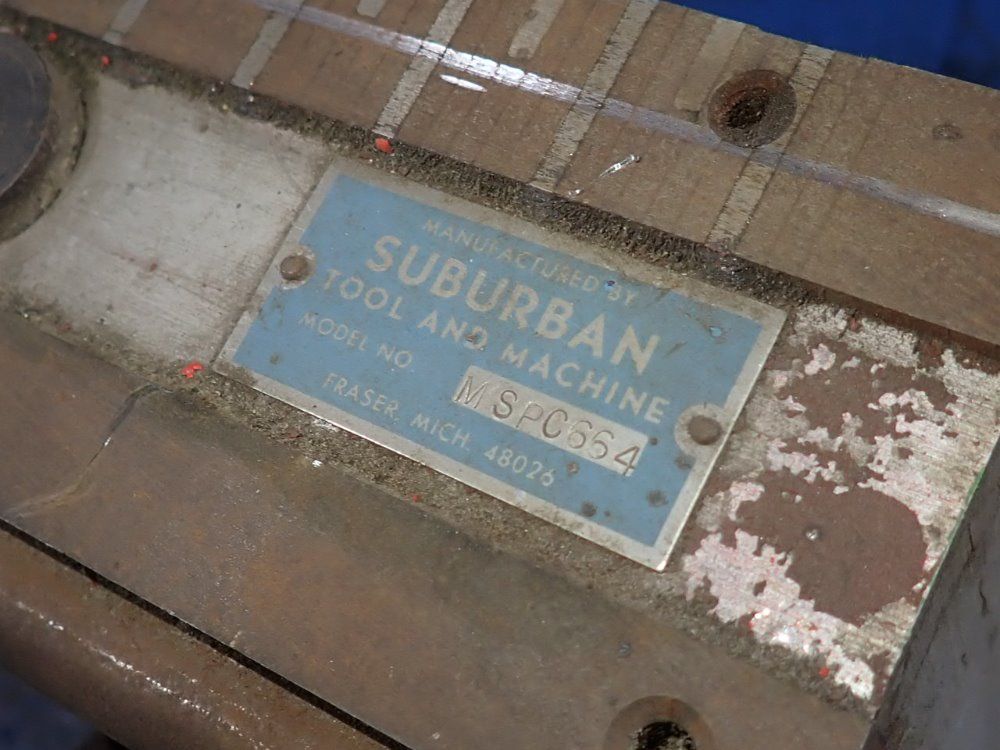 MANUFACTURED BY
SUBURBAN
TOOL AND MACHINE
MODEL NO MSPC664
FRASER, MICH. 48026